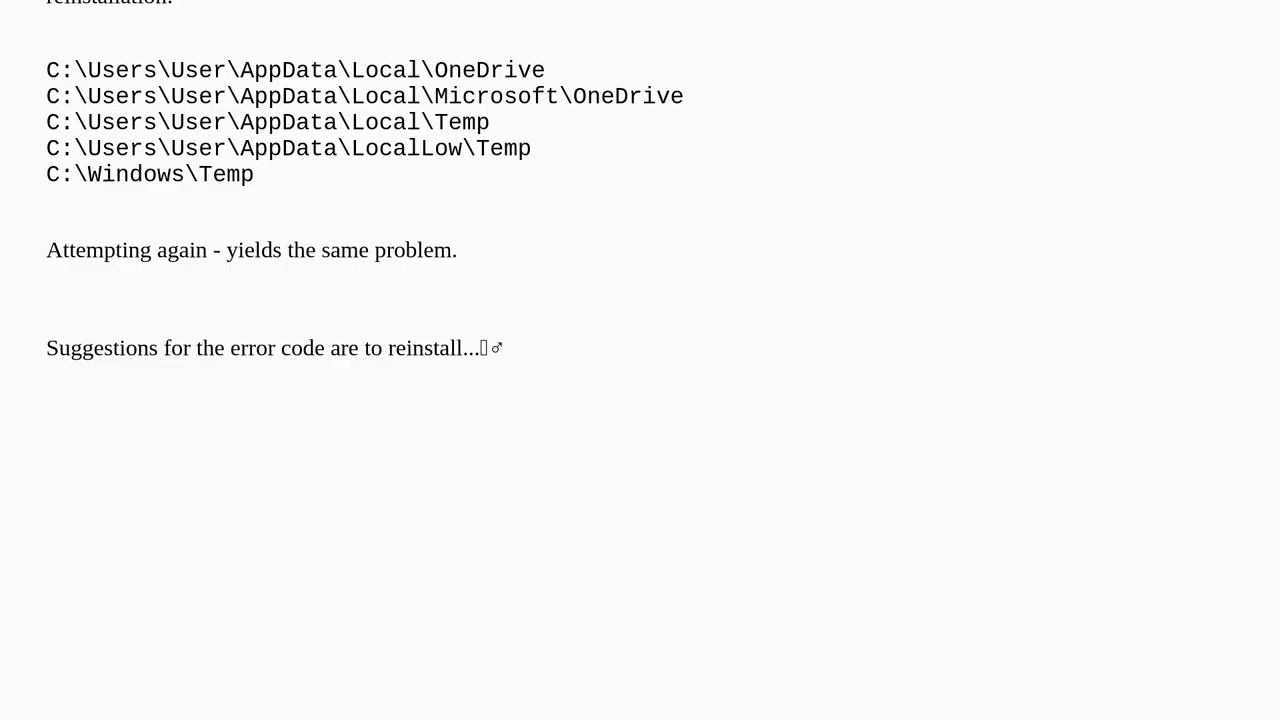 reinstallation.
C:\Users\User\AppData\Local\OneDrive
C:\Users\User\AppData\Local\Microsoft\OneDrive
C:\Users\User\AppData\Local\Temp
C:\Users\User\AppData\LocalLow\Temp
C:\Windows\Temp
Attempting again - yields the same problem.
Suggestions for the error code are to reinstall...▯♂